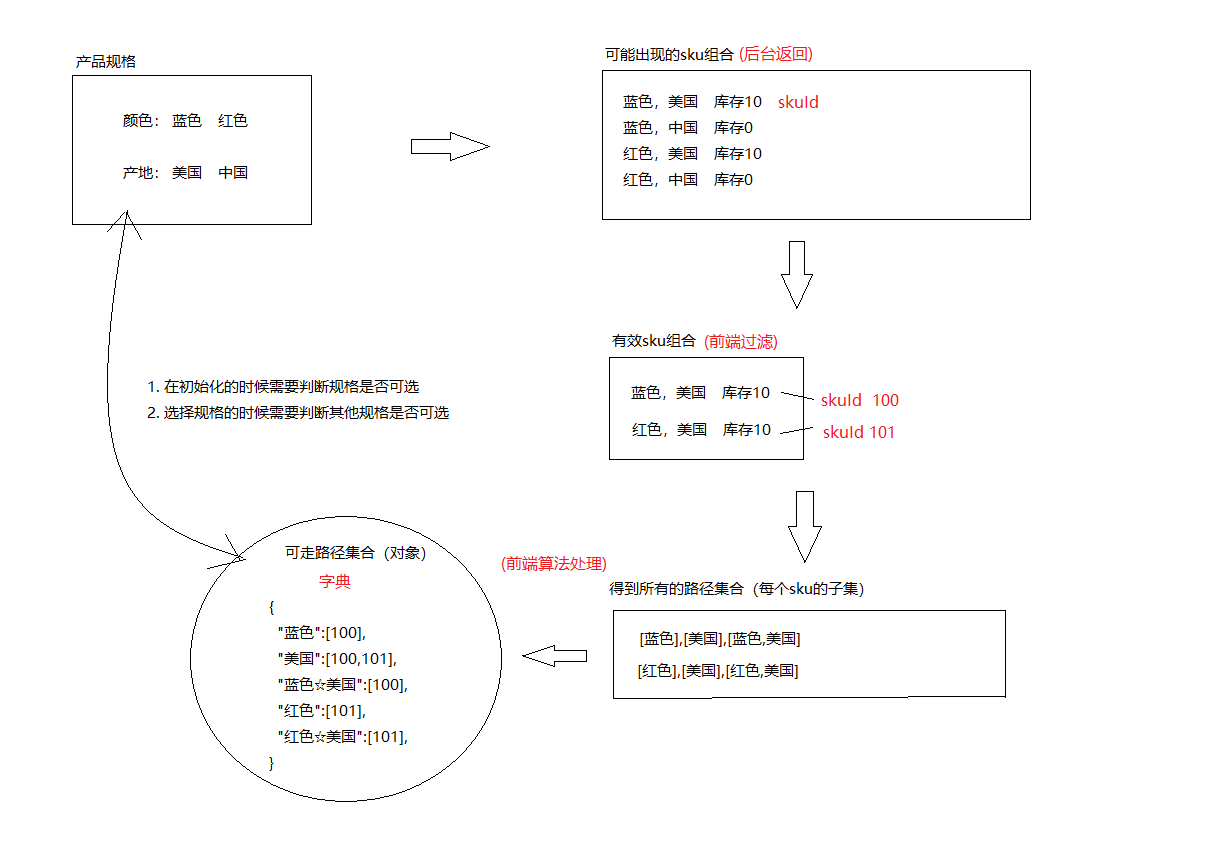 产品规格
颜色： 蓝色 红色
产地： 美国 中国
可能出现的sku组合 (后台返回)
蓝色，美国 库存10 skuId
蓝色，中国 库存0
红色，美国 库存10
红色，中国 库存0
有效sku组合 (前端过滤)
蓝色，美国 库存10 skuId 100
红色，美国 库存10 skuId 101
1. 在初始化的时候需要判断规格是否可选
2. 选择规格的时候需要判断其他规格是否可选
(前端算法处理)
得到所有的路径集合（每个sku的子集）
[蓝色],[美国],[蓝色,美国]
[红色],[美国],[红色,美国]
可走路径集合（对象）
字典
{
"蓝色":[100],
"美国":[100,101],
"蓝色☆美国":[100],
"红色":[101],
"红色☆美国":[101],
}